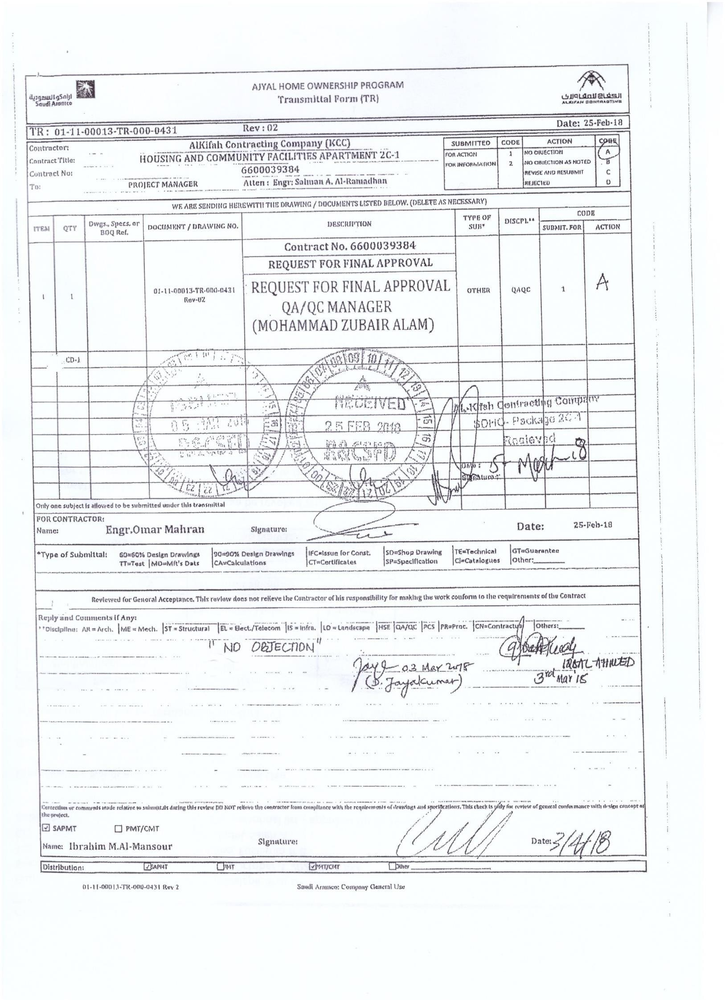 أرامكو السعودية
Saudi Aramco
AJYAL HOME OWNERSHIP PROGRAM
Transmittal Form (TR)
الكفاح للمقاولات
ALKIFAH CONTRACTING
TR: 01-11-00013-TR-000-0431 Rev: 02 Date: 25-Feb-18
Contractor: AlKifah Contracting Company (KCC)
Contract Title: HOUSING AND COMMUNITY FACILITIES APARTMENT 2C-1
Contract No: 6600039384
To: PROJECT MANAGER Atten: Engr: Salman A. Al-Ramadhan
SUBMITTED CODE ACTION CODE
FOR ACTION 1 NO OBJECTION A
FOR INFORMATION 2 NO OBJECTION AS NOTED B
REVISE AND RESUBMIT C
REJECTED D
WE ARE SENDING HEREWITH THE DRAWING / DOCUMENTS LISTED BELOW. (DELETE AS NECESSARY)
ITEM QTY Dwgs., Specs. or BOQ Ref. DOCUMENT / DRAWING NO. DESCRIPTION TYPE OF SUB* DISCPL.** CODE
SUBMIT. FOR ACTION
Contract No. 6600039384
REQUEST FOR FINAL APPROVAL
1 1 01-11-00013-TR-000-0431 Rev-02 REQUEST FOR FINAL APPROVAL OTHER QAQC 1 A
QA/QC MANAGER
(MOHAMMAD ZUBAIR ALAM)
CD-1
RECEIVED
25 FEB 2018
R&CSFD
R&CSFD
Al-Kifah Contracting Company
Package 2C-1
Recieved
Date: 5- March-18
Signature:
Only one subject is allowed to be submitted under this transmittal
FOR CONTRACTOR:
Name: Engr.Omar Mahran Signature: Date: 25-Feb-18
*Type of Submittal: 60=60% Design Drawings 90=90% Design Drawings IFC=Issue for Const. SD=Shop Drawing TE=Technical GT=Guarantee
TT=Test MD=Mft's Data CA=Calculations CT=Certificates SP=Specification CI=Catalogues Other:
Reviewed for General Acceptance. This review does not relieve the Contractor of his responsibility for making the work conform to the requirements of the Contract
Reply and Comments if Any:
**Discipline: AR = Arch. ME = Mech. ST = Structural EL = Elect./Telecom IS = Infra. LD = Landscape HSE QA/QC PCS PR=Proc. CN=Contractual Others:
"NO OBJECTION"
03 Mar 2018
(D. Jayakumar)
IQBAL AHMED
3rd Mar 18
Correction or comments made relative to submittals during this review DO NOT relieve the contractor from compliance with the requirements of drawings and specifications. This check is only for review of general conformance with design concept of
the project.
SAPMT PMT/CMT
Name: Ibrahim M.Al-Mansour Signature: Date: 3/4/18
Distribution: SAPMT PMT PMT/CMT Other
01-11-00013-TR-000-0431 Rev 2 Saudi Aramco: Company General Use